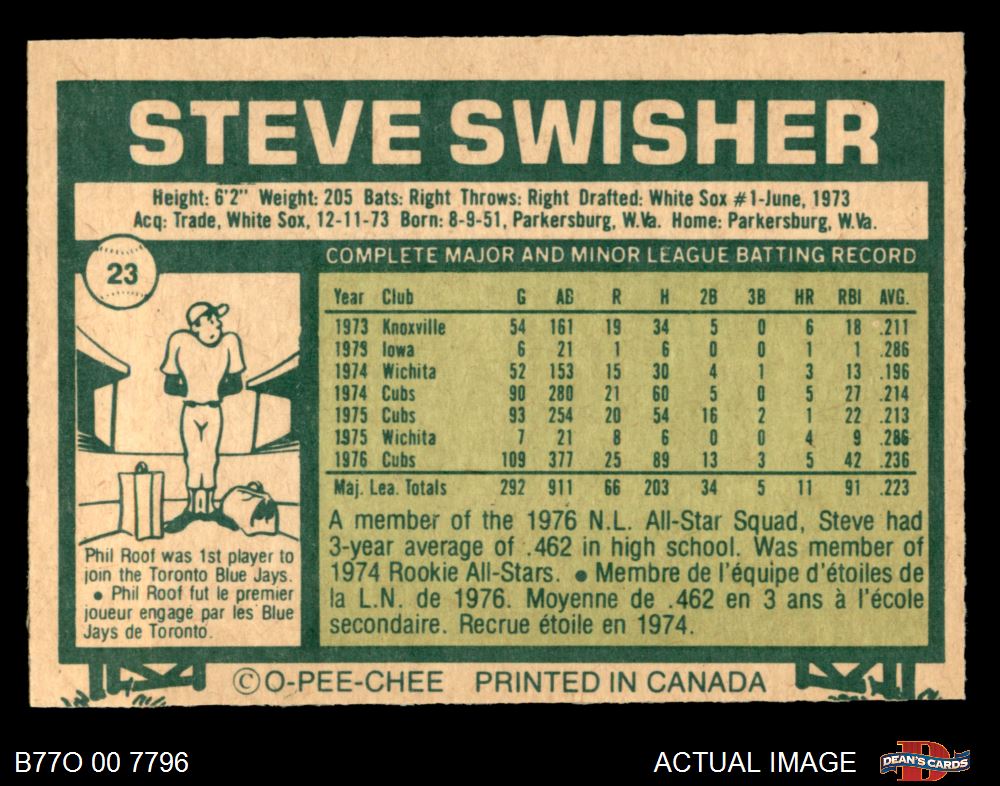 STEVE SWISHER
Height: 6'2" Weight: 205 Bats: Right Throws: Right Drafted: White Sox #1-June, 1973
Acq: Trade, White Sox, 12-11-73 Born: 8-9-51, Parkersburg, W.Va. Home: Parkersburg, W.Va.
23
COMPLETE MAJOR AND MINOR LEAGUE BATTING RECORD
Year Club G AB R H 2B 3B HR RBI AVG.
1973 Knoxville 54 161 19 34 5 0 6 18 .211
1973 Iowa 6 21 1 6 0 0 1 1 .286
1974 Wichita 52 153 15 30 4 1 3 13 .196
1974 Cubs 90 280 21 60 5 0 5 27 .214
1975 Cubs 93 254 20 54 16 2 1 22 .213
1975 Wichita 7 21 8 6 0 0 4 9 .286
1976 Cubs 109 377 25 89 13 3 5 42 .236
Maj. Lea. Totals 292 911 66 203 34 5 11 91 .223
A member of the 1976 N.L. All-Star Squad, Steve had
3-year average of .462 in high school. Was member of
1974 Rookie All-Stars. ● Membre de l'équipe d'étoiles de
la L.N. de 1976. Moyenne de .462 en 3 ans à l'école
secondaire. Recrue étoile en 1974.
Phil Roof was 1st player to
join the Toronto Blue Jays.
● Phil Roof fut le premier
joueur engagé par les Blue
Jays de Toronto.
©O-PEE-CHEE PRINTED IN CANADA
B77O 00 7796
ACTUAL IMAGE
D
DEAN'S CARDS